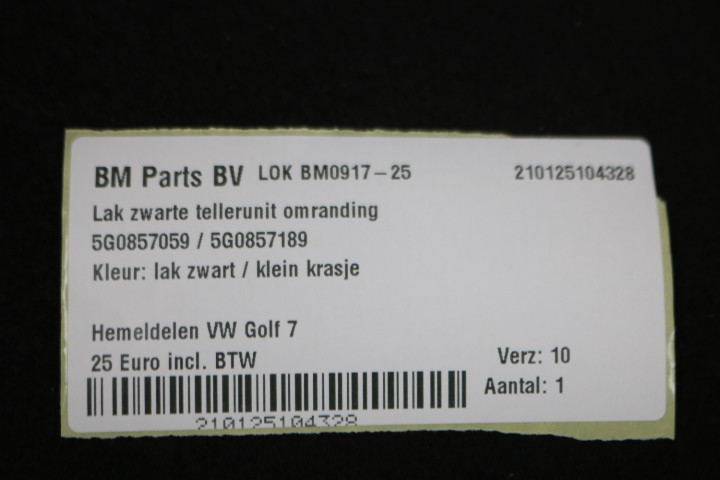 BM Parts BV LOK BM0917-25 210125104328
Lak zwarte tellerunit omranding
5G0857059 / 5G0857189
Kleur: lak zwart / klein krasje
Hemeldelen VW Golf 7
25 Euro incl. BTW Verz: 10
Aantal: 1
210125104328